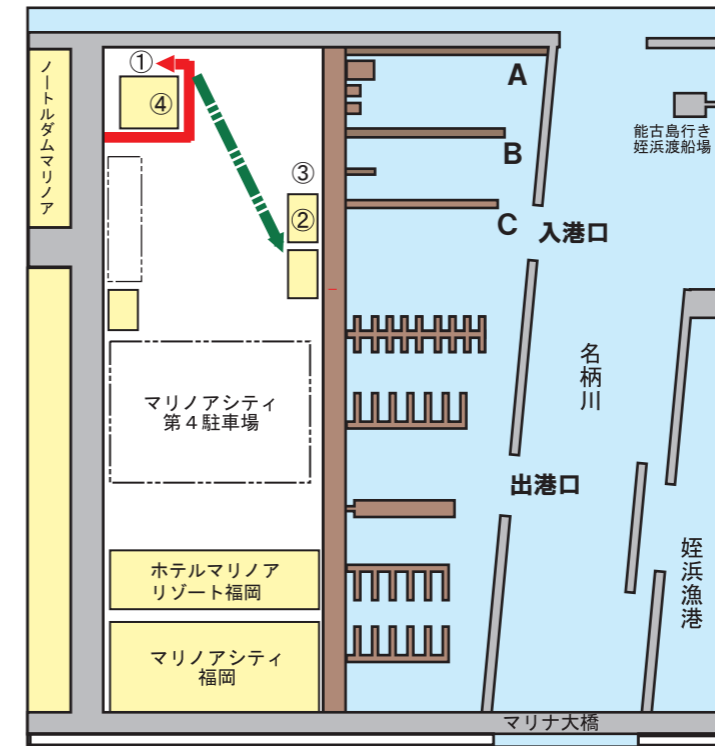 ノートルダムマリノア
①
④
③
②
A
B
C
入港口
能古島行き
姪浜渡船場
名柄川
マリノアシティ
第４駐車場
出港口
姪浜漁港
ホテルマリノア
リゾート福岡
マリノアシティ
福岡
マリナ大橋